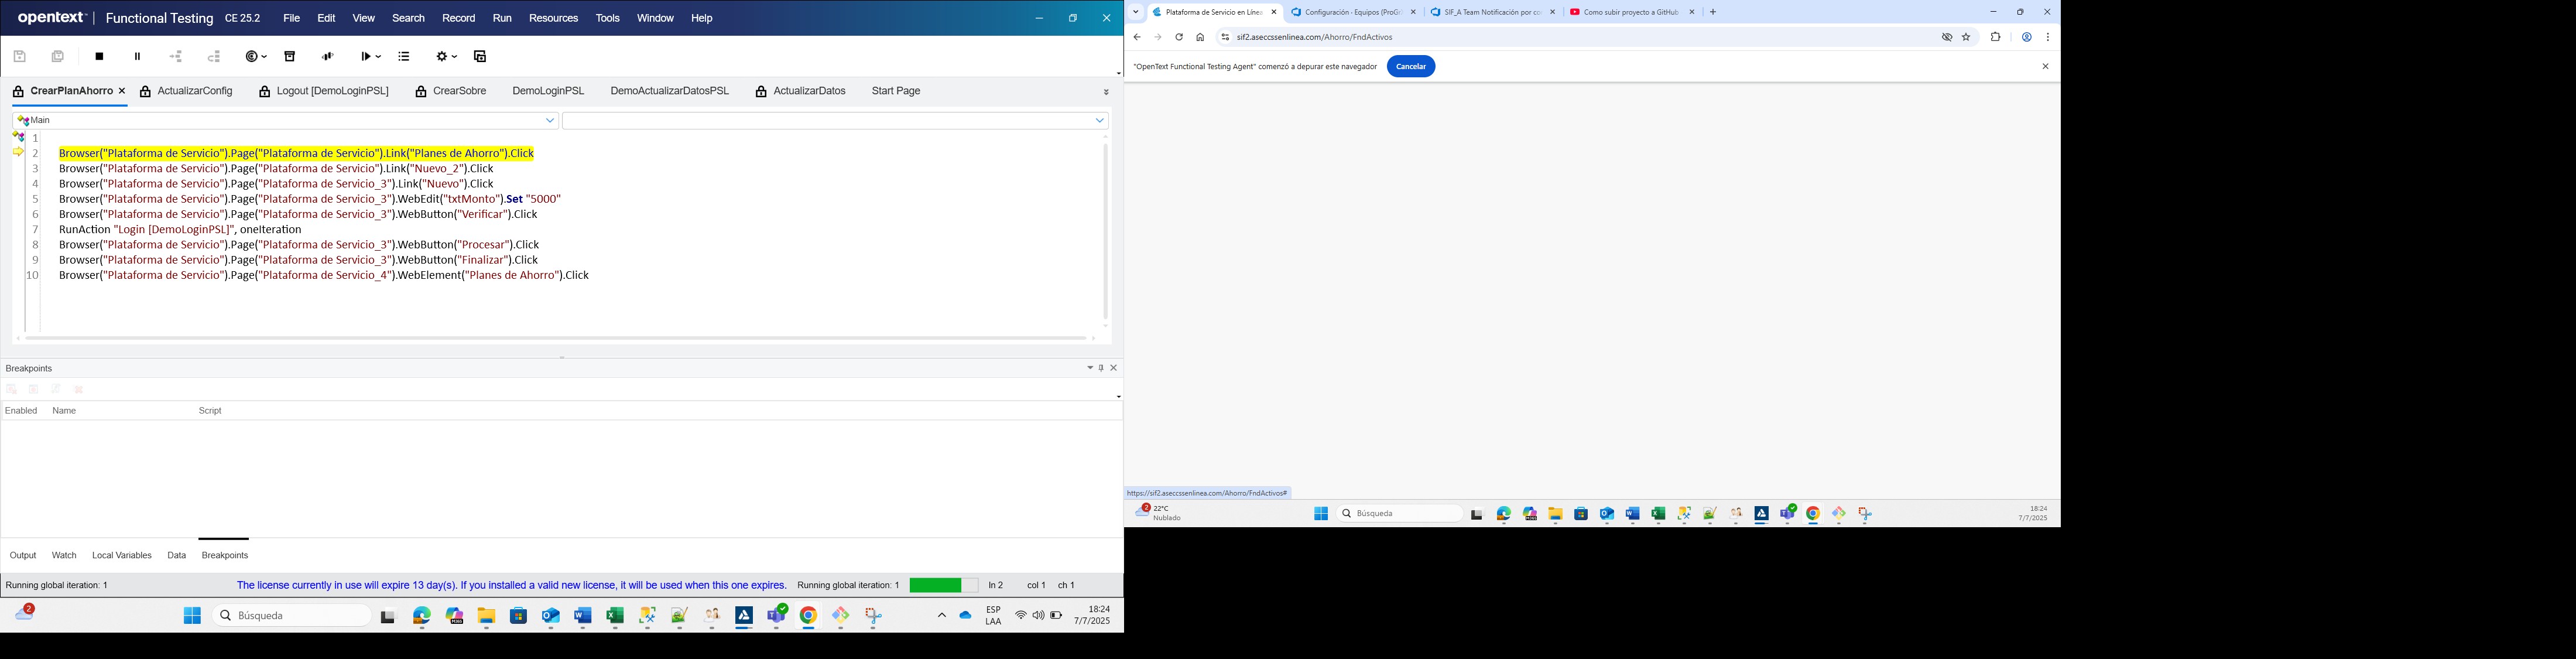 opentext™ | Functional Testing CE 25.2 File Edit View Search Record Run Resources Tools Window Help
CrearPlanAhorro ActualizarConfig Logout [DemoLoginPSL] CrearSobre DemoLoginPSL DemoActualizarDatosPSL ActualizarDatos Start Page
Main
1
2 Browser("Plataforma de Servicio").Page("Plataforma de Servicio").Link("Planes de Ahorro").Click
3 Browser("Plataforma de Servicio").Page("Plataforma de Servicio").Link("Nuevo_2").Click
4 Browser("Plataforma de Servicio").Page("Plataforma de Servicio_3").Link("Nuevo").Click
5 Browser("Plataforma de Servicio").Page("Plataforma de Servicio_3").WebEdit("txtMonto").Set "5000"
6 Browser("Plataforma de Servicio").Page("Plataforma de Servicio_3").WebButton("Verificar").Click
7 RunAction "Login [DemoLoginPSL]", oneIteration
8 Browser("Plataforma de Servicio").Page("Plataforma de Servicio_3").WebButton("Procesar").Click
9 Browser("Plataforma de Servicio").Page("Plataforma de Servicio_3").WebButton("Finalizar").Click
10 Browser("Plataforma de Servicio").Page("Plataforma de Servicio_4").WebElement("Planes de Ahorro").Click
Breakpoints
Enabled Name Script
Output Watch Local Variables Data Breakpoints
Running global iteration: 1 The license currently in use will expire 13 day(s). If you installed a valid new license, it will be used when this one expires. Running global iteration: 1 ln 2 col 1 ch 1
2 Búsqueda ESP 18:24
LAA 7/7/2025
Plataforma de Servicio en Línea Configuración - Equipos (ProGr SIF_A Team Notificación por co Como subir proyecto a GitHub
sif2.aseccssenlinea.com/Ahorro/FndActivos
"OpenText Functional Testing Agent" comenzó a depurar este navegador Cancelar
https://sif2.aseccssenlinea.com/Ahorro/FndActivos#
2 22°C Búsqueda 18:24
Nublado 7/7/2025